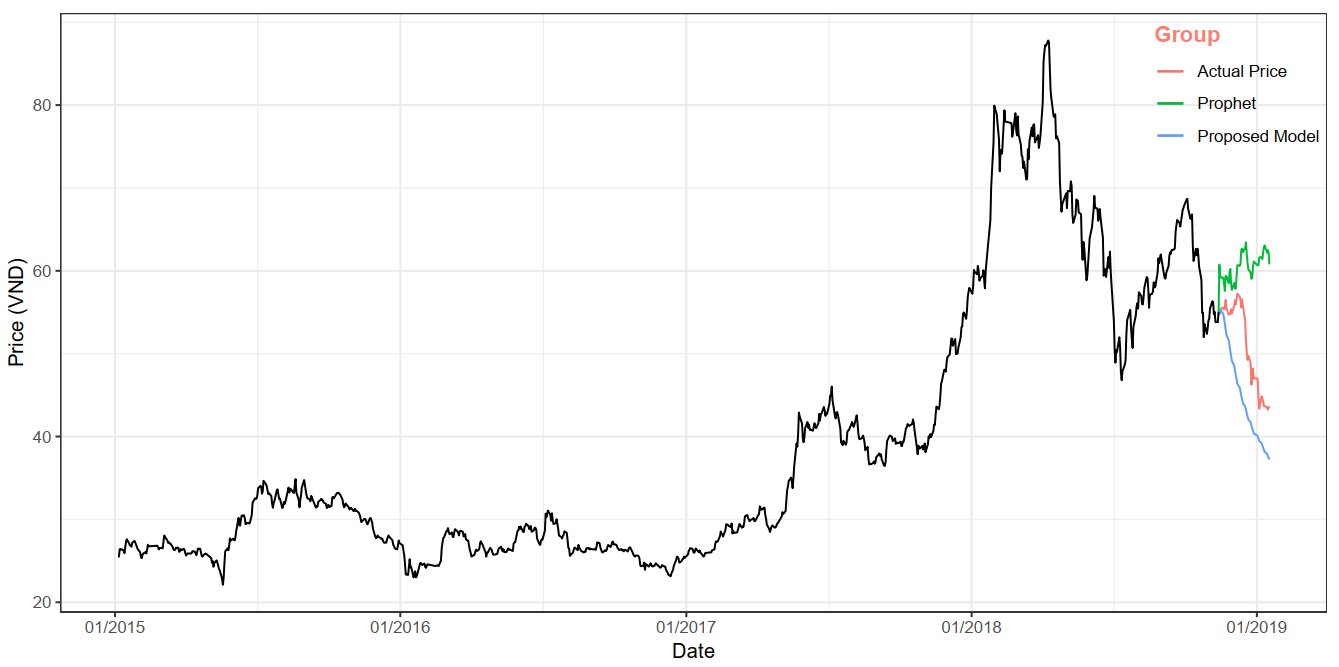 Group
Actual Price
Prophet
Proposed Model
Price (VND)
80
60
40
20
01/2015
01/2016
01/2017
01/2018
01/2019
Date